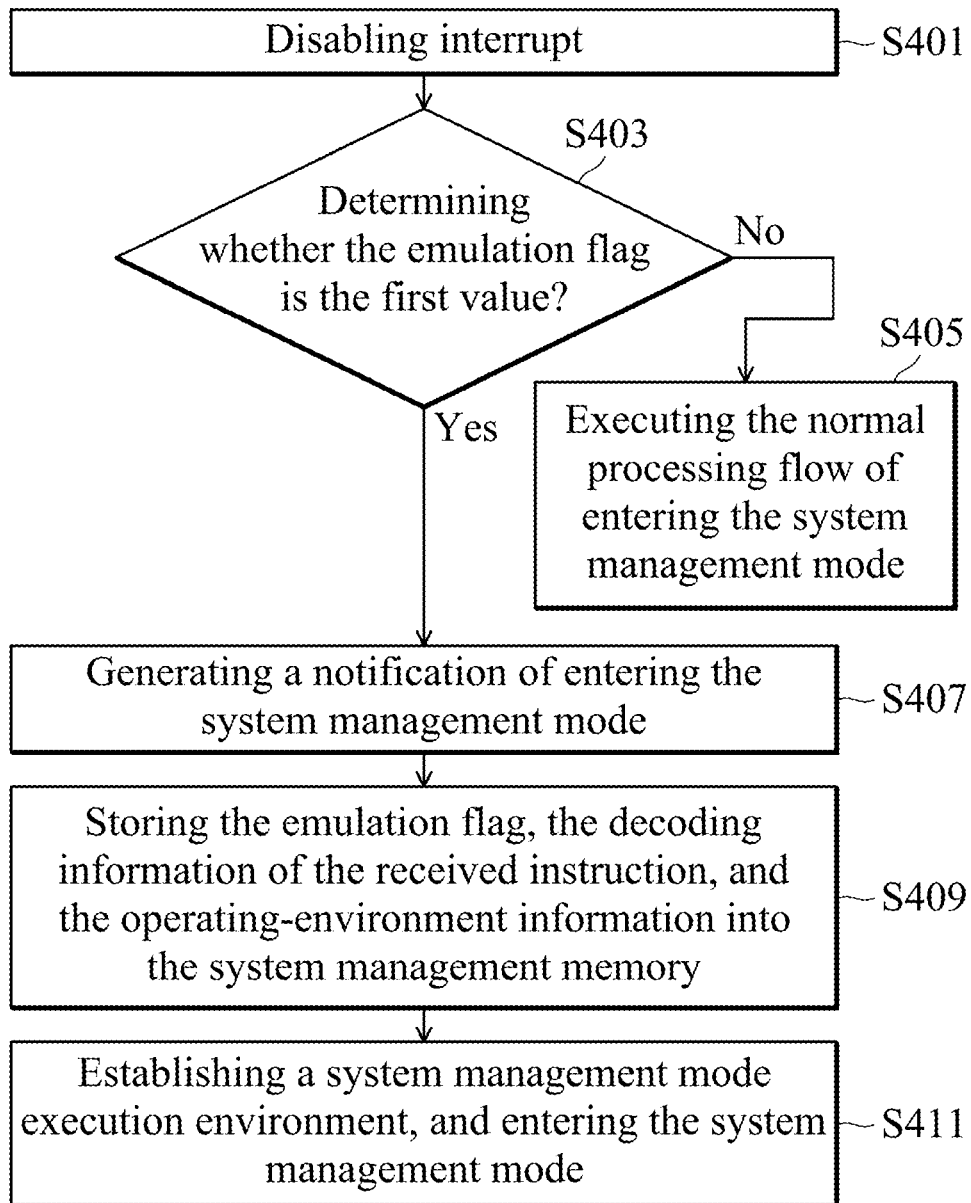 Disabling interrupt
S401
S403
Determining
whether the emulation flag
is the first value?
No
Yes
S405
Executing the normal
processing flow of
entering the system
management mode
Generating a notification of entering the
system management mode
S407
Storing the emulation flag, the decoding
information of the received instruction, and
the operating-environment information into
the system management memory
S409
Establishing a system management mode
execution environment, and entering the system
management mode
S411